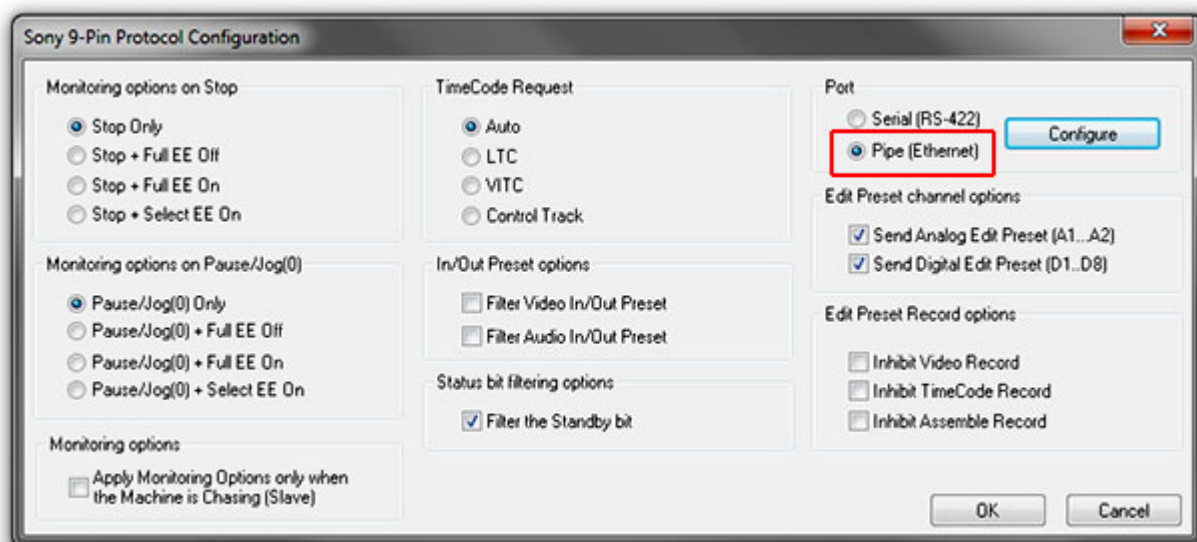 Sony 9-Pin Protocol Configuration
Monitoring options on Stop
Stop Only
Stop + Full EE Off
Stop + Full EE On
Stop + Select EE On
Monitoring options on Pause/Jog(0)
Pause/Jog(0) Only
Pause/Jog(0) + Full EE Off
Pause/Jog(0) + Full EE On
Pause/Jog(0) + Select EE On
Monitoring options
Apply Monitoring Options only when
the Machine is Chasing (Slave)
TimeCode Request
Auto
LTC
VITC
Control Track
In/Out Preset options
Filter Video In/Out Preset
Filter Audio In/Out Preset
Status bit filtering options
Filter the Standby bit
Port
Serial (RS-422)
Pipe (Ethernet)
Configure
Edit Preset channel options
Send Analog Edit Preset (A1...A2)
Send Digital Edit Preset (D1..D8)
Edit Preset Record options
Inhibit Video Record
Inhibit TimeCode Record
Inhibit Assemble Record
OK
Cancel